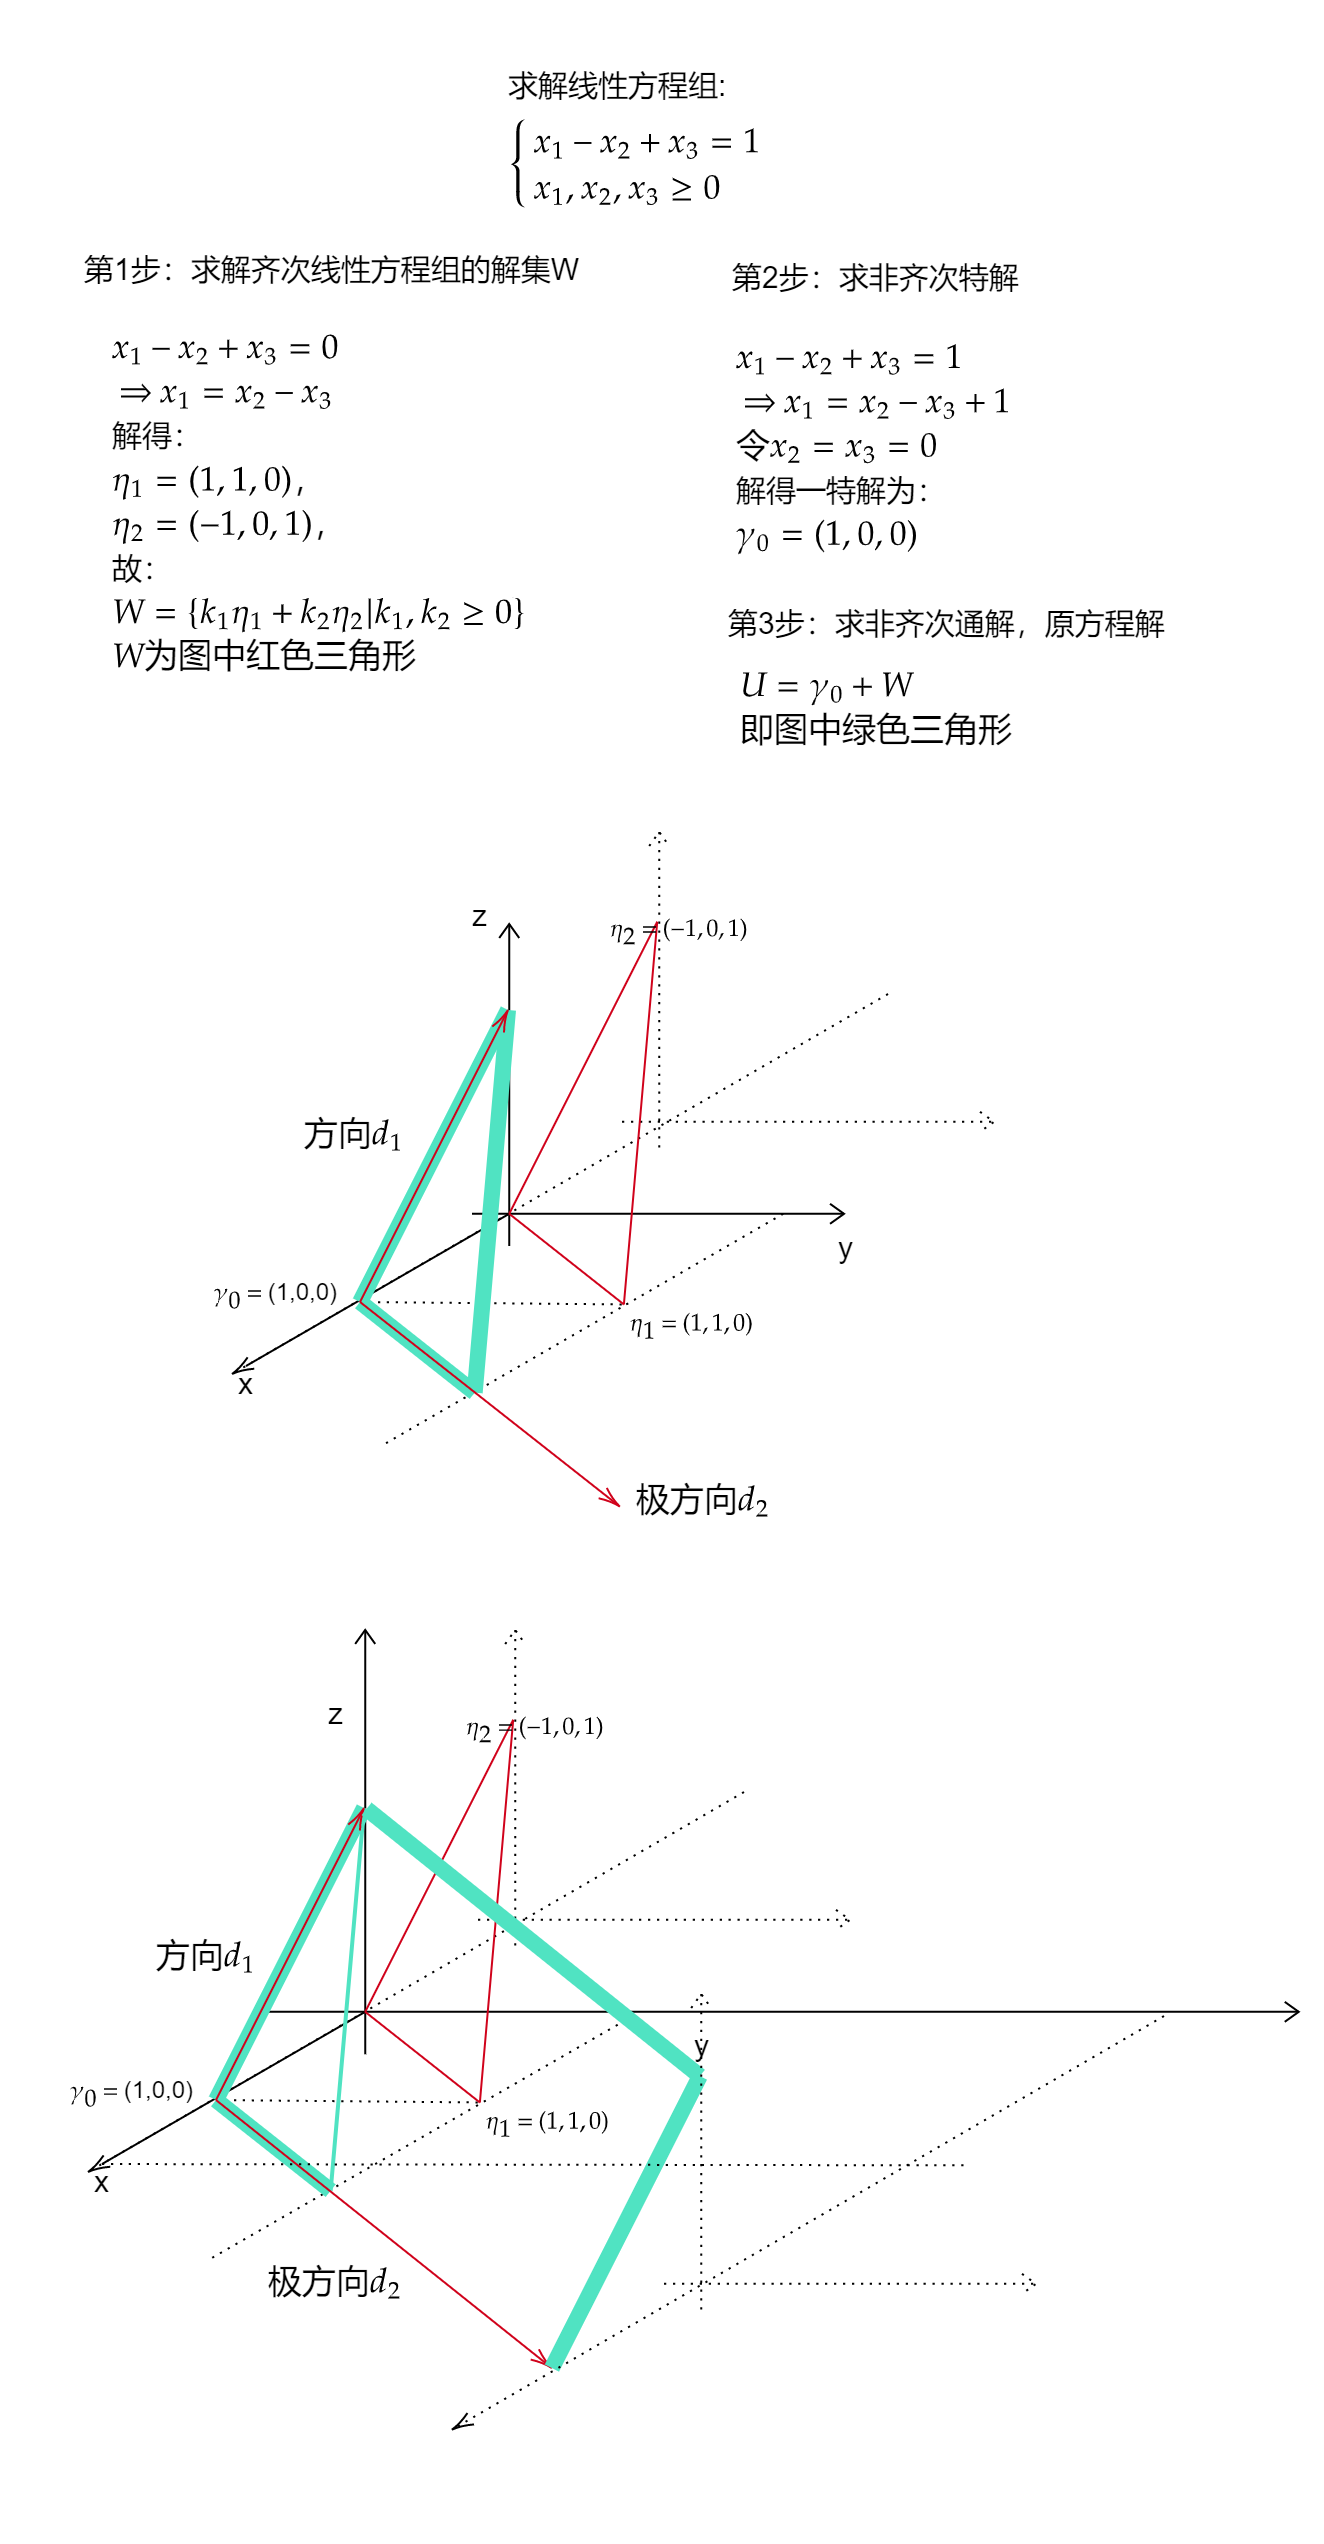 求解线性方程组:
x₁ − x₂ + x₃ = 1
x₁, x₂, x₃ ≥ 0
第1步：求解齐次线性方程组的解集W
x₁ − x₂ + x₃ = 0
⇒ x₁ = x₂ − x₃
解得：
η₁ = (1, 1, 0)，
η₂ = (−1, 0, 1)，
故：
W = {k₁η₁ + k₂η₂|k₁, k₂ ≥ 0}
W为图中红色三角形
第2步：求非齐次特解
x₁ − x₂ + x₃ = 1
⇒ x₁ = x₂ − x₃ + 1
令x₂ = x₃ = 0
解得一特解为：
γ₀ = (1, 0, 0)
第3步：求非齐次通解，原方程解
U = γ₀ + W
即图中绿色三角形
z
η₂ = (−1, 0, 1)
方向d₁
y
γ₀ = (1,0,0)
η₁ = (1, 1, 0)
x
极方向d₂
z
η₂ = (−1, 0, 1)
方向d₁
y
γ₀ = (1,0,0)
η₁ = (1, 1, 0)
x
极方向d₂